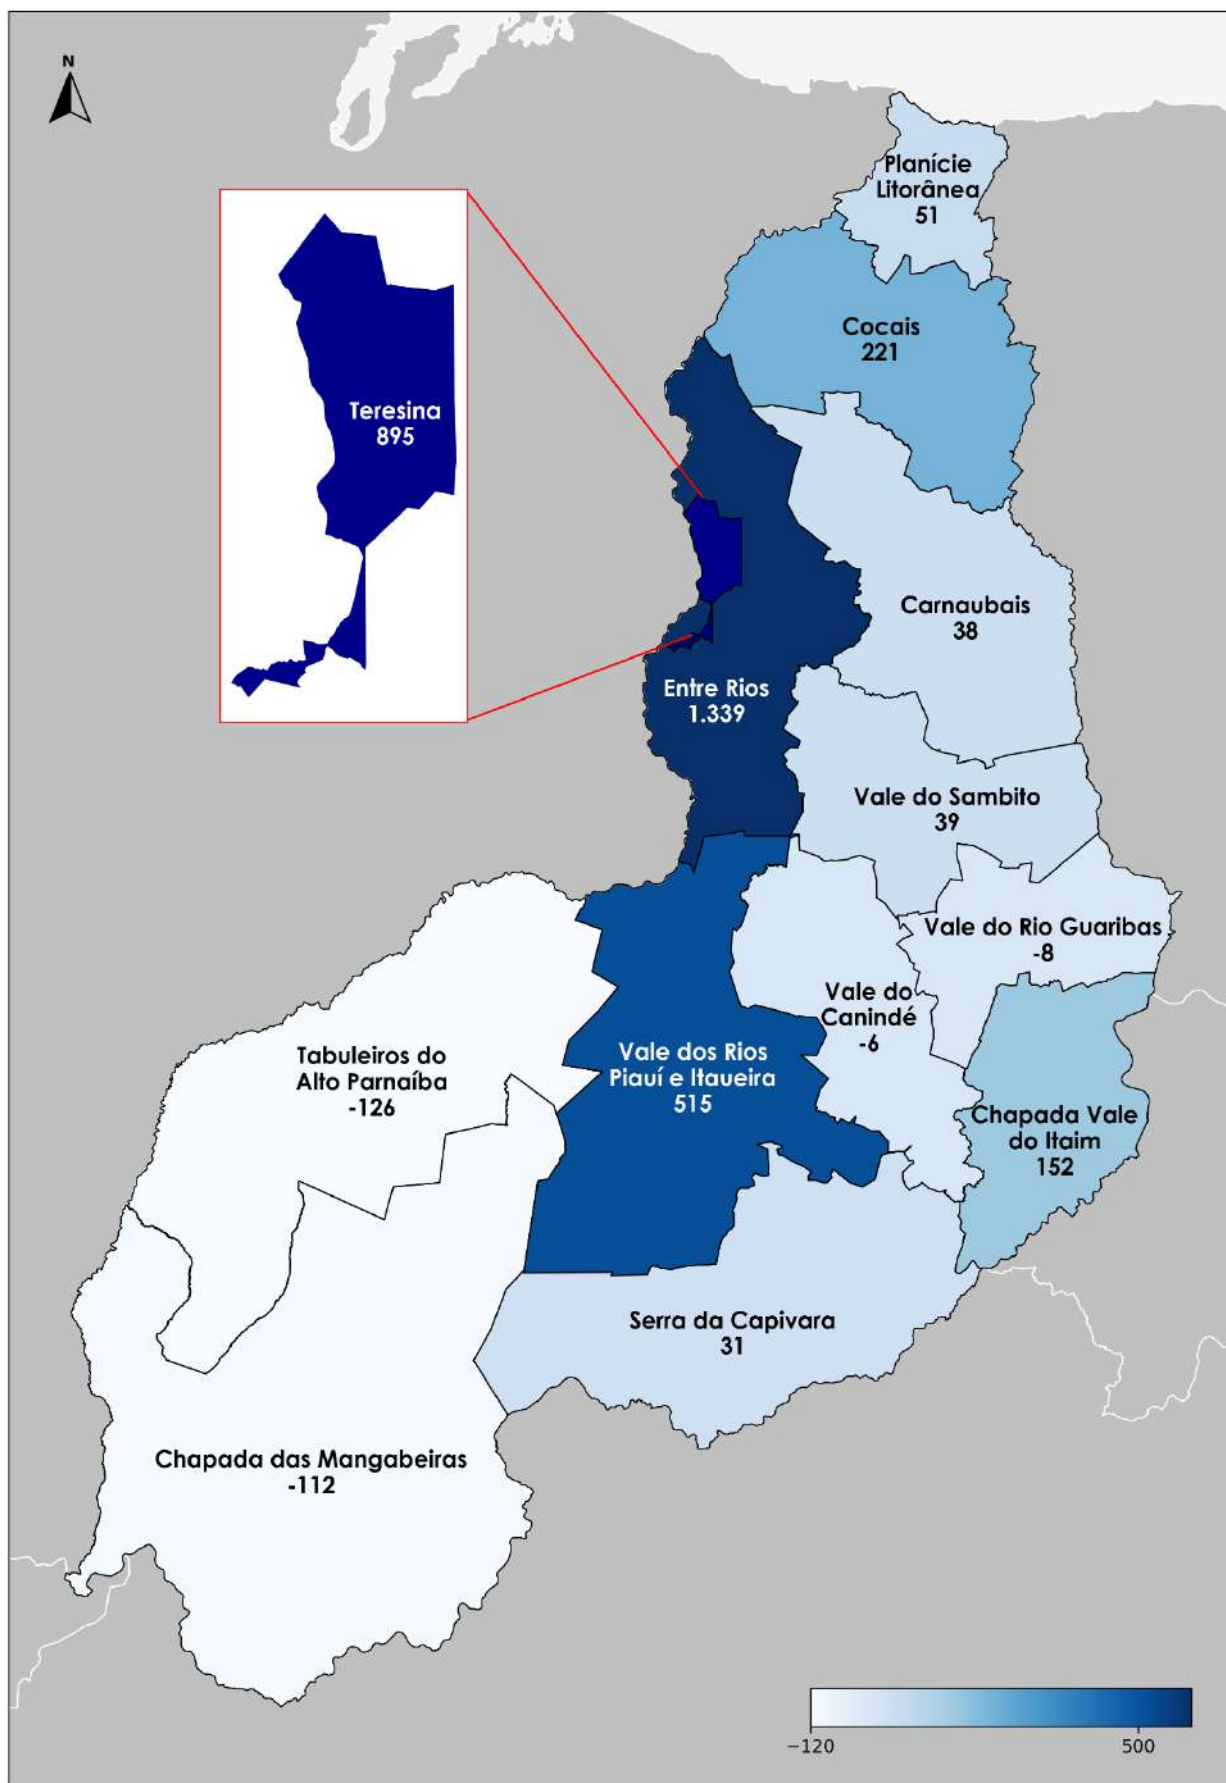 N
Planície
Litorânea
51
Cocais
221
Teresina
895
Carnaubais
38
Entre Rios
1.339
Vale do Sambito
39
Vale do Rio Guaribas
-8
Vale do
Canindé
-6
Tabuleiros do
Alto Parnaíba
-126
Vale dos Rios
Piauí e Itaueira
515
Chapada Vale
do Itaim
152
Serra da Capivara
31
Chapada das Mangabeiras
-112
−120
500